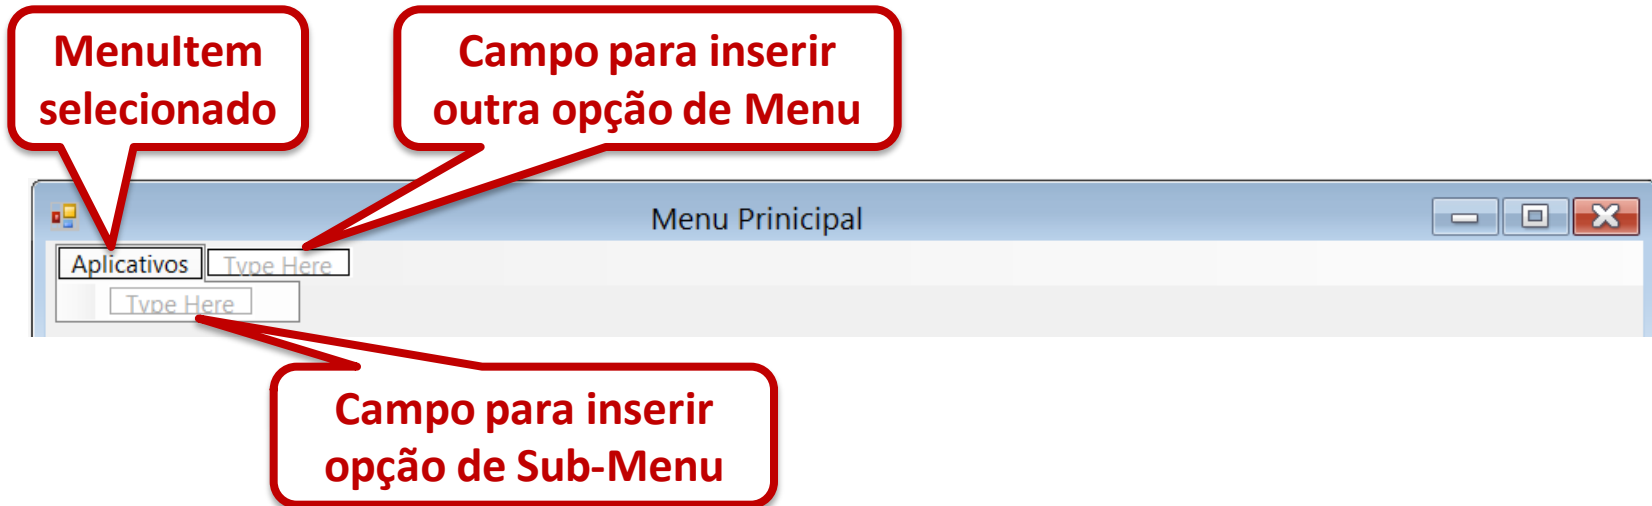 MenuItem
selecionado
Campo para inserir
outra opção de Menu
Menu Prinicipal
Aplicativos
Type Here
Type Here
Campo para inserir
opção de Sub-Menu